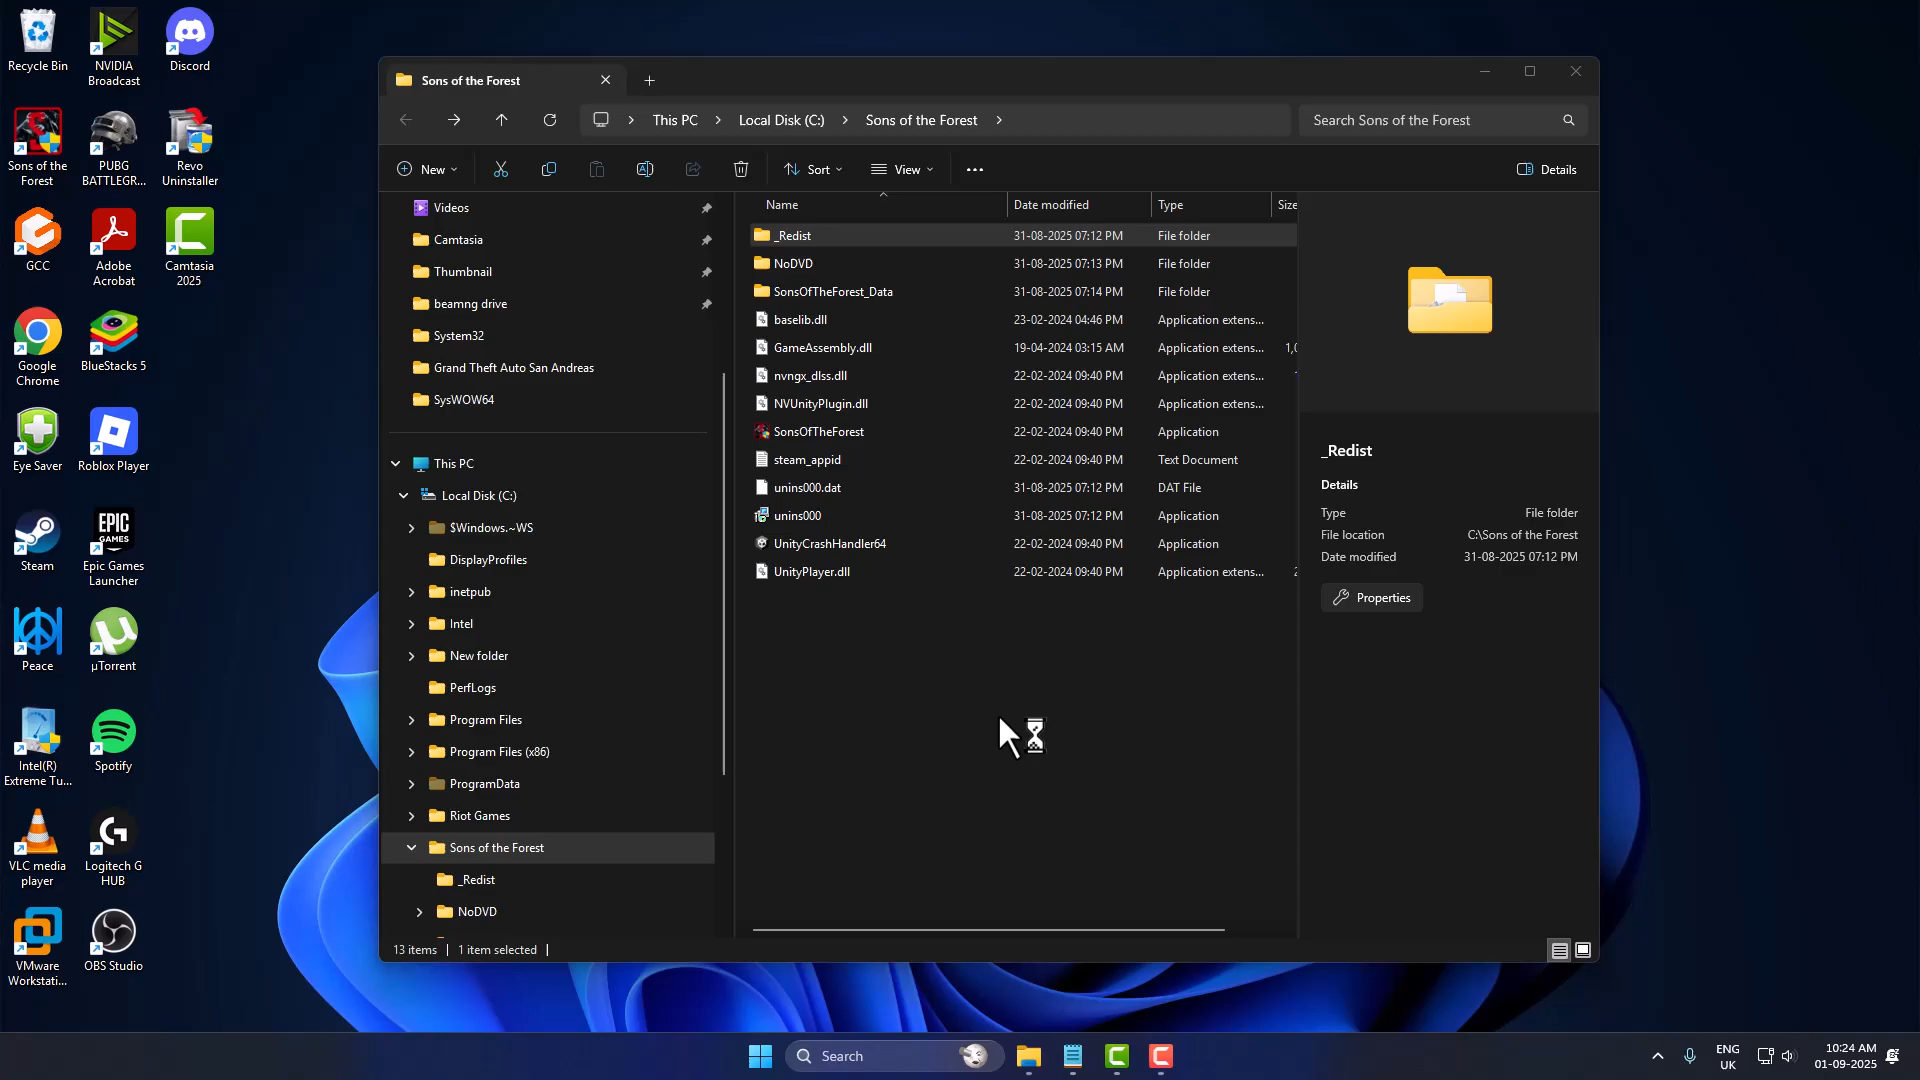 Recycle Bin
NVIDIA
Broadcast
Discord
Sons of the
Forest
PUBG
BATTLEGR...
Revo
Uninstaller
GCC
Adobe
Acrobat
Camtasia
2025
Google
Chrome
BlueStacks 5
Eye Saver
Roblox Player
Steam
EPIC
GAMES
Epic Games
Launcher
Peace
µTorrent
Intel(R)
Extreme Tu...
Spotify
VLC media
player
Logitech G
HUB
VMware
Workstati...
OBS Studio
Sons of the Forest
This PC
Local Disk (C:)
Sons of the Forest
Search Sons of the Forest
New
Sort
View
Details
Videos
Camtasia
Thumbnail
beamng drive
System32
Grand Theft Auto San Andreas
SysWOW64
This PC
Local Disk (C:)
$Windows.~WS
DisplayProfiles
inetpub
Intel
New folder
PerfLogs
Program Files
Program Files (x86)
ProgramData
Riot Games
Sons of the Forest
_Redist
NoDVD
Name Date modified Type Size
_Redist 31-08-2025 07:12 PM File folder
NoDVD 31-08-2025 07:13 PM File folder
SonsOfTheForest_Data 31-08-2025 07:14 PM File folder
baselib.dll 23-02-2024 04:46 PM Application extens...
GameAssembly.dll 19-04-2024 03:15 AM Application extens...
nvngx_dlss.dll 22-02-2024 09:40 PM Application extens...
NVUnityPlugin.dll 22-02-2024 09:40 PM Application extens...
SonsOfTheForest 22-02-2024 09:40 PM Application
steam_appid 22-02-2024 09:40 PM Text Document
unins000.dat 31-08-2025 07:12 PM DAT File
unins000 31-08-2025 07:12 PM Application
UnityCrashHandler64 22-02-2024 09:40 PM Application
UnityPlayer.dll 22-02-2024 09:40 PM Application extens...
_Redist
Details
Type File folder
File location C:\Sons of the Forest
Date modified 31-08-2025 07:12 PM
Properties
13 items
1 item selected
Search
ENG
UK
10:24 AM
01-09-2025